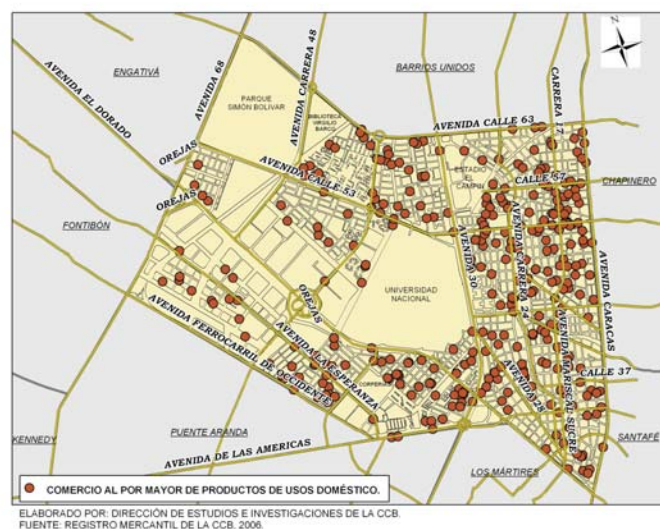 N
AVENIDA CARRERA 48
BARRIOS UNIDOS
ENGATIVÁ
AVENIDA 68
CARRERA 17
AVENIDA EL DORADO
PARQUE
SIMÓN BOLIVAR
BIBLIOTECA
VIRGILIO
BARCO
AVENIDA CALLE 63
OREJAS
AVENIDA CALLE 53
ESTADIO
EL
CAMPIN
CALLE 57
CHAPINERO
OREJAS
FONTIBÓN
AVENIDA 30
AVENIDA CARRERA 24
UNIVERSIDAD
NACIONAL
OREJAS
AVENIDA CARACAS
AVENIDA FERROCARRIL DE OCCIDENTE
AVENIDA LA ESPERANZA
AVENIDA MARISCAL SUCRE
CALLE 37
CORFERIAS
AVENIDA 28
KENNEDY
PUENTE ARANDA
SANTAFÉ
AVENIDA DE LAS AMERICAS
LOS MÁRTIRES
COMERCIO AL POR MAYOR DE PRODUCTOS DE USOS DOMÉSTICO.
ELABORADO POR: DIRECCIÓN DE ESTUDIOS E INVESTIGACIONES DE LA CCB.
FUENTE: REGISTRO MERCANTIL DE LA CCB, 2006.